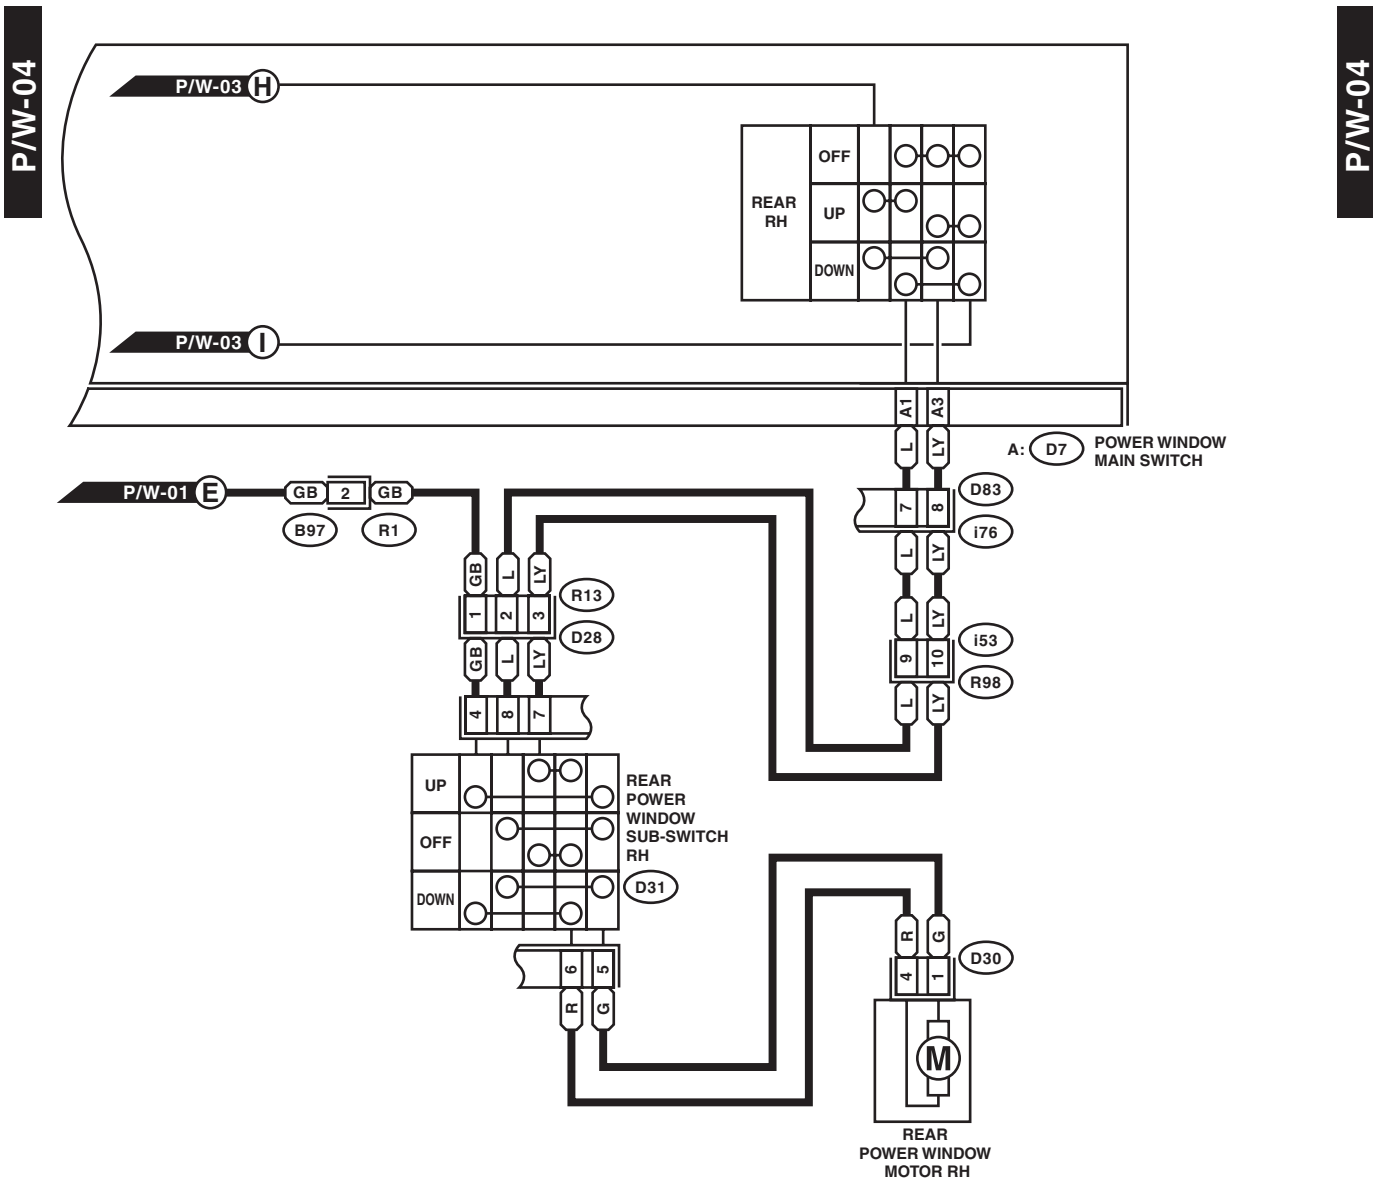 P/W-04
P/W-04
P/W-03 H
REAR
RH
OFF
UP
DOWN
P/W-03 I
A1 A3
L LY
A: D7 POWER WINDOW
MAIN SWITCH
P/W-01 E GB 2 GB
B97 R1
7 8
D83
i76
L LY
GB L LY
1 2 3
R13
D28
GB L LY
L LY
9 10
i53
R98
L LY
4 8 7
UP
OFF
DOWN
REAR
POWER
WINDOW
SUB-SWITCH
RH
D31
6 5
R G
R G
4 1
D30
M
REAR
POWER WINDOW
MOTOR RH